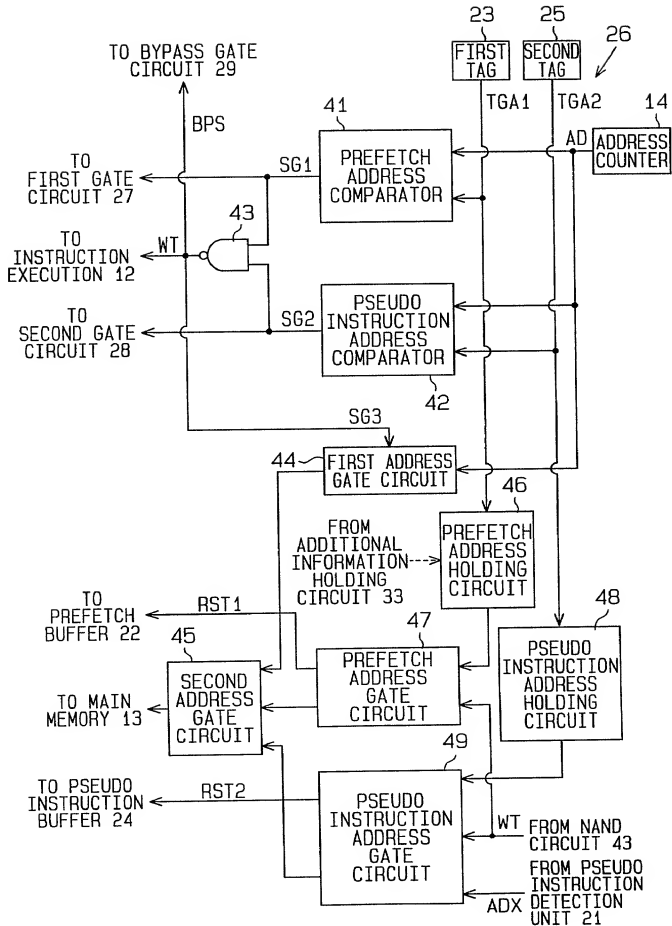 23
25
26
FIRST
TAG
SECOND
TAG
TO BYPASS GATE
CIRCUIT 29
TGA1
TGA2
14
BPS
41
AD
ADDRESS
COUNTER
PREFETCH
ADDRESS
COMPARATOR
SG1
TO
FIRST GATE
CIRCUIT 27
43
TO
INSTRUCTION
EXECUTION 12
WT
PSEUDO
INSTRUCTION
ADDRESS
COMPARATOR
SG2
TO
SECOND GATE
CIRCUIT 28
42
SG3
44
FIRST ADDRESS
GATE CIRCUIT
46
FROM
ADDITIONAL
INFORMATION
HOLDING
CIRCUIT 33
PREFETCH
ADDRESS
HOLDING
CIRCUIT
TO
PREFETCH
BUFFER 22
RST1
47
48
45
PREFETCH
ADDRESS
GATE
CIRCUIT
PSEUDO
INSTRUCTION
ADDRESS
HOLDING
CIRCUIT
SECOND
ADDRESS
GATE
CIRCUIT
TO MAIN
MEMORY 13
49
TO PSEUDO
INSTRUCTION
BUFFER 24
RST2
PSEUDO
INSTRUCTION
ADDRESS
GATE
CIRCUIT
WT
FROM NAND
CIRCUIT 43
FROM PSEUDO
INSTRUCTION
DETECTION
UNIT 21
ADX